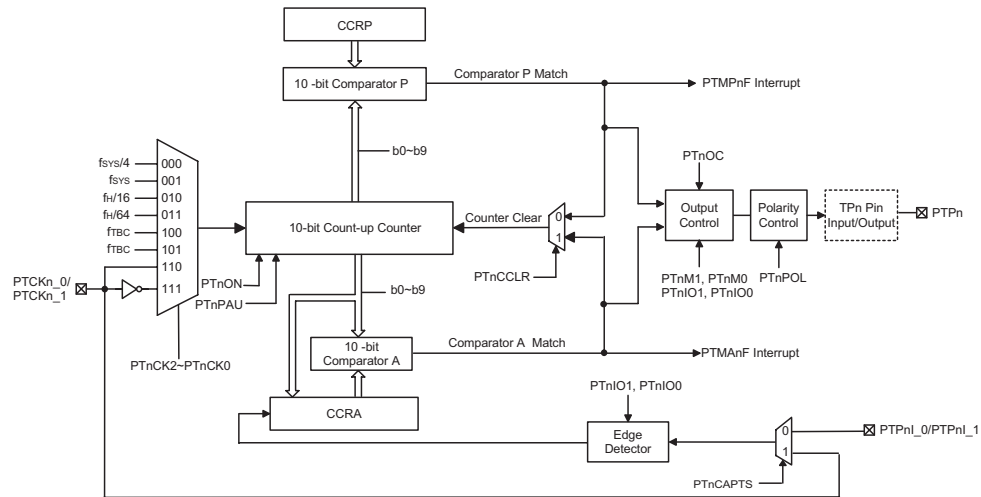 CCRP
10 -bit Comparator P
Comparator P Match
PTMPnF Interrupt
b0~b9
PTnOC
fSYS/4
000
fSYS
001
fH/16
010
fH/64
011
fTBC
100
fTBC
101
110
111
10-bit Count-up Counter
Counter Clear
0
1
PTnCCLR
Output
Control
Polarity
Control
TPn Pin
Input/Output
PTPn
PTnM1, PTnM0
PTnIO1, PTnIO0
PTnPOL
PTCKn_0/
PTCKn_1
PTnON
PTnPAU
b0~b9
PTnCK2~PTnCK0
10 -bit
Comparator A
Comparator A Match
PTMAnF Interrupt
CCRA
PTnIO1, PTnIO0
Edge
Detector
0
1
PTPnI_0/PTPnI_1
PTnCAPTS